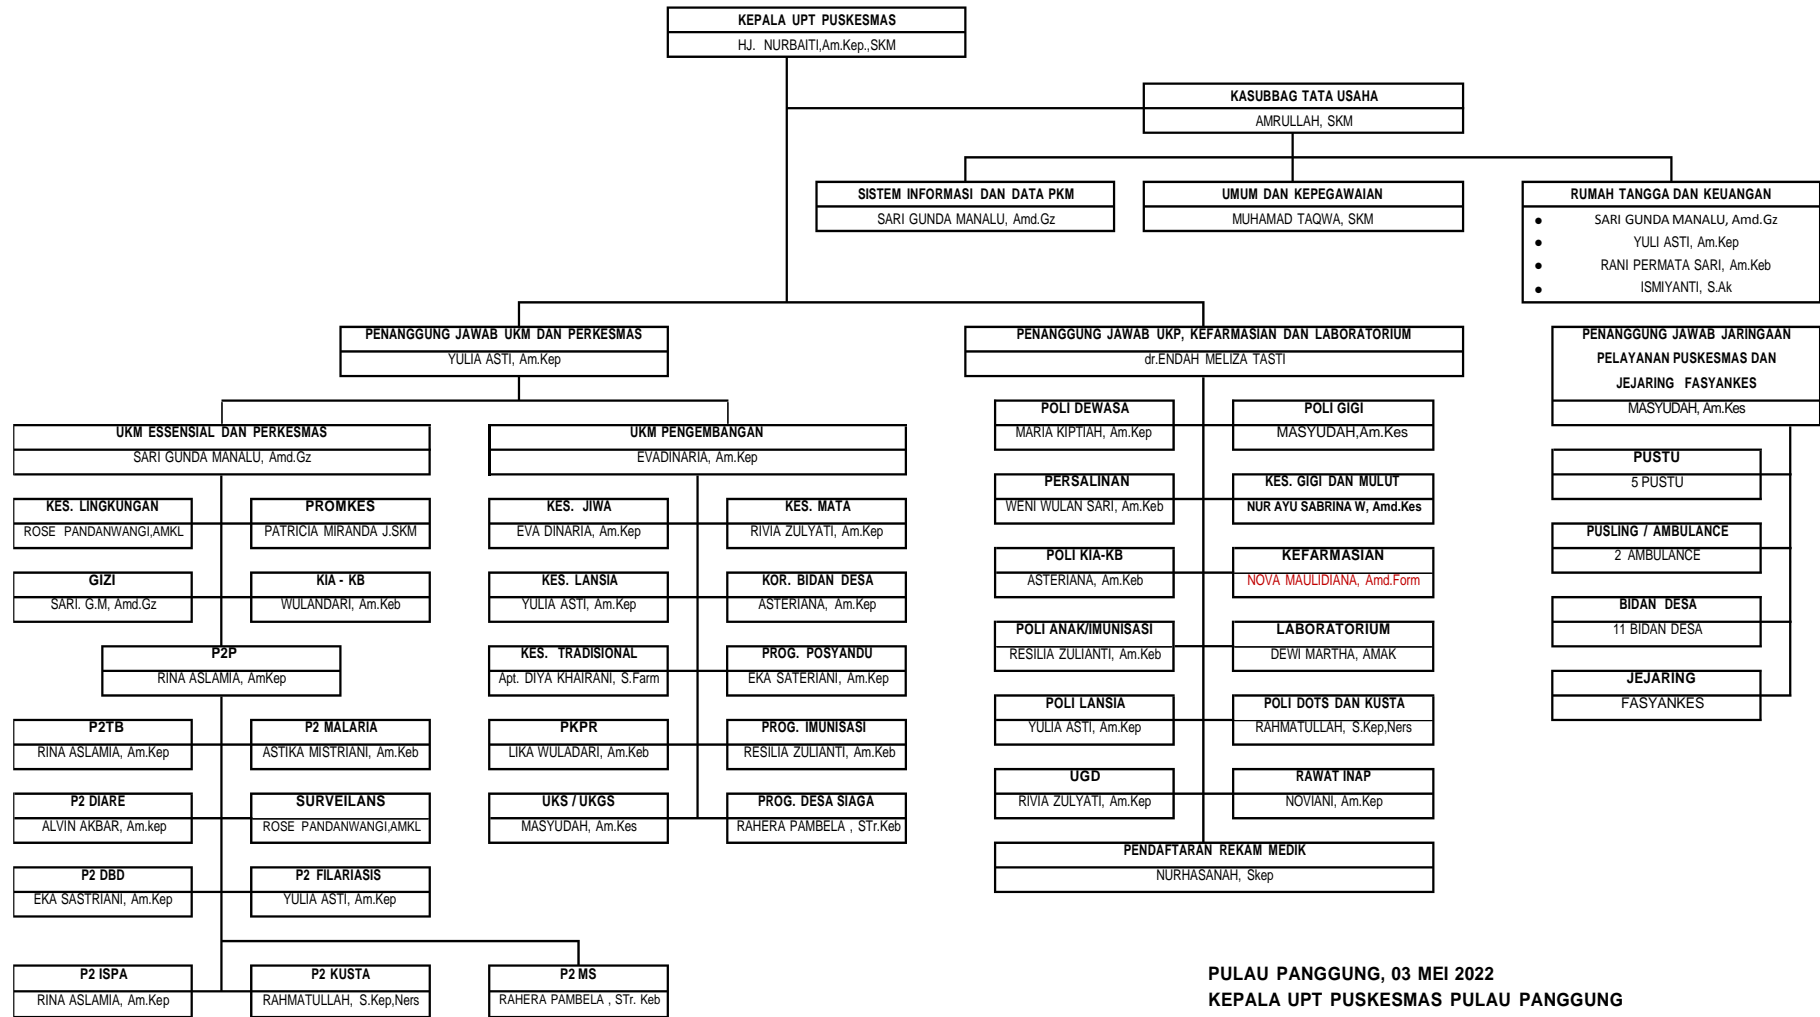 KEPALA UPT PUSKESMAS
HJ. NURBAITI,Am.Kep.,SKM
KASUBBAG TATA USAHA
AMRULLAH, SKM
SISTEM INFORMASI DAN DATA PKM
SARI GUNDA MANALU, Amd.Gz
UMUM DAN KEPEGAWAIAN
MUHAMAD TAQWA, SKM
RUMAH TANGGA DAN KEUANGAN
● SARI GUNDA MANALU, Amd.Gz
● YULI ASTI, Am.Kep
● RANI PERMATA SARI, Am.Keb
● ISMIYANTI, S.Ak
PENANGGUNG JAWAB UKM DAN PERKESMAS
YULIA ASTI, Am.Kep
UKM ESSENSIAL DAN PERKESMAS
SARI GUNDA MANALU, Amd.Gz
KES. LINGKUNGAN
ROSE PANDANWANGI,AMKL
PROMKES
PATRICIA MIRANDA J.SKM
GIZI
SARI. G.M, Amd.Gz
KIA - KB
WULANDARI, Am.Keb
P2P
RINA ASLAMIA, AmKep
P2TB
RINA ASLAMIA, Am.Kep
P2 MALARIA
ASTIKA MISTRIANI, Am.Keb
P2 DIARE
ALVIN AKBAR, Am.kep
SURVEILANS
ROSE PANDANWANGI,AMKL
P2 DBD
EKA SASTRIANI, Am.Kep
P2 FILARIASIS
YULIA ASTI, Am.Kep
P2 ISPA
RINA ASLAMIA, Am.Kep
P2 KUSTA
RAHMATULLAH, S.Kep,Ners
P2 MS
RAHERA PAMBELA , STr. Keb
UKM PENGEMBANGAN
EVADINARIA, Am.Kep
KES. JIWA
EVA DINARIA, Am.Kep
KES. MATA
RIVIA ZULYATI, Am.Kep
KES. LANSIA
YULIA ASTI, Am.Kep
KOR. BIDAN DESA
ASTERIANA, Am.Kep
KES. TRADISIONAL
Apt. DIYA KHAIRANI, S.Farm
PROG. POSYANDU
EKA SATERIANI, Am.Kep
PKPR
LIKA WULADARI, Am.Keb
PROG. IMUNISASI
RESILIA ZULIANTI, Am.Keb
UKS / UKGS
MASYUDAH, Am.Kes
PROG. DESA SIAGA
RAHERA PAMBELA , STr.Keb
PENANGGUNG JAWAB UKP, KEFARMASIAN DAN LABORATORIUM
dr.ENDAH MELIZA TASTI
POLI DEWASA
MARIA KIPTIAH, Am.Kep
POLI GIGI
MASYUDAH,Am.Kes
PERSALINAN
WENI WULAN SARI, Am.Keb
KES. GIGI DAN MULUT
NUR AYU SABRINA W, Amd.Kes
POLI KIA-KB
ASTERIANA, Am.Keb
KEFARMASIAN
NOVA MAULIDIANA, Amd.Form
POLI ANAK/IMUNISASI
RESILIA ZULIANTI, Am.Keb
LABORATORIUM
DEWI MARTHA, AMAK
POLI LANSIA
YULIA ASTI, Am.Kep
POLI DOTS DAN KUSTA
RAHMATULLAH, S.Kep,Ners
UGD
RIVIA ZULYATI, Am.Kep
RAWAT INAP
NOVIANI, Am.Kep
PENDAFTARAN REKAM MEDIK
NURHASANAH, Skep
PENANGGUNG JAWAB JARINGAAN
PELAYANAN PUSKESMAS DAN
JEJARING FASYANKES
MASYUDAH, Am.Kes
PUSTU
5 PUSTU
PUSLING / AMBULANCE
2 AMBULANCE
BIDAN DESA
11 BIDAN DESA
JEJARING
FASYANKES
PULAU PANGGUNG, 03 MEI 2022
KEPALA UPT PUSKESMAS PULAU PANGGUNG